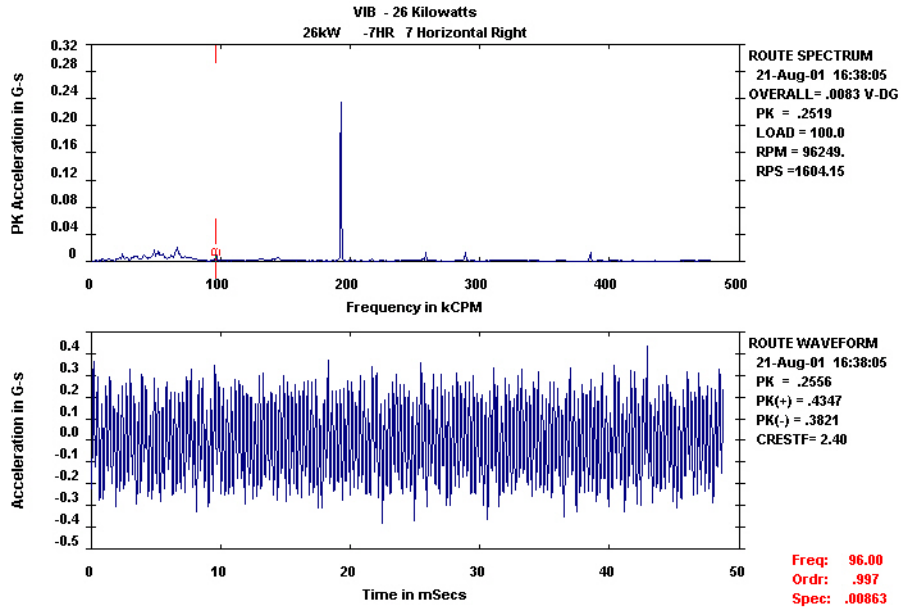 VIB - 26 Kilowatts
26kW -7HR 7 Horizontal Right
PK Acceleration in G-s
0.32
0.28
0.24
0.20
0.16
0.12
0.08
0.04
0
0 100 200 300 400 500
Frequency in kCPM
ROUTE SPECTRUM
21-Aug-01 16:38:05
OVERALL= .0083 V-DG
PK = .2519
LOAD = 100.0
RPM = 96249.
RPS =1604.15
Acceleration in G-s
0.4
0.3
0.2
0.1
0.0
-0.1
-0.2
-0.3
-0.4
-0.5
0 10 20 30 40 50
Time in mSecs
ROUTE WAVEFORM
21-Aug-01 16:38:05
PK = .2556
PK(+) = .4347
PK(-) = .3821
CRESTF= 2.40
Freq: 96.00
Ordr: .997
Spec: .00863